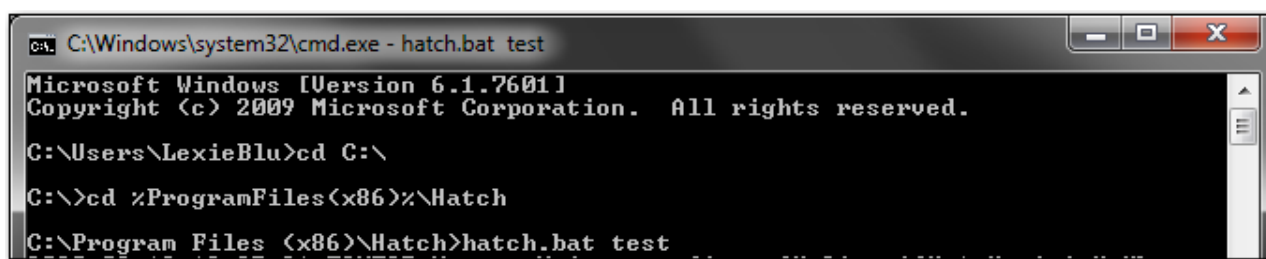 C:\Windows\system32\cmd.exe - hatch.bat test
Microsoft Windows [Version 6.1.7601]
Copyright (c) 2009 Microsoft Corporation. All rights reserved.
C:\Users\LexieBlu>cd C:\
C:\>cd %ProgramFiles(x86)%\Hatch
C:\Program Files (x86)\Hatch>hatch.bat test